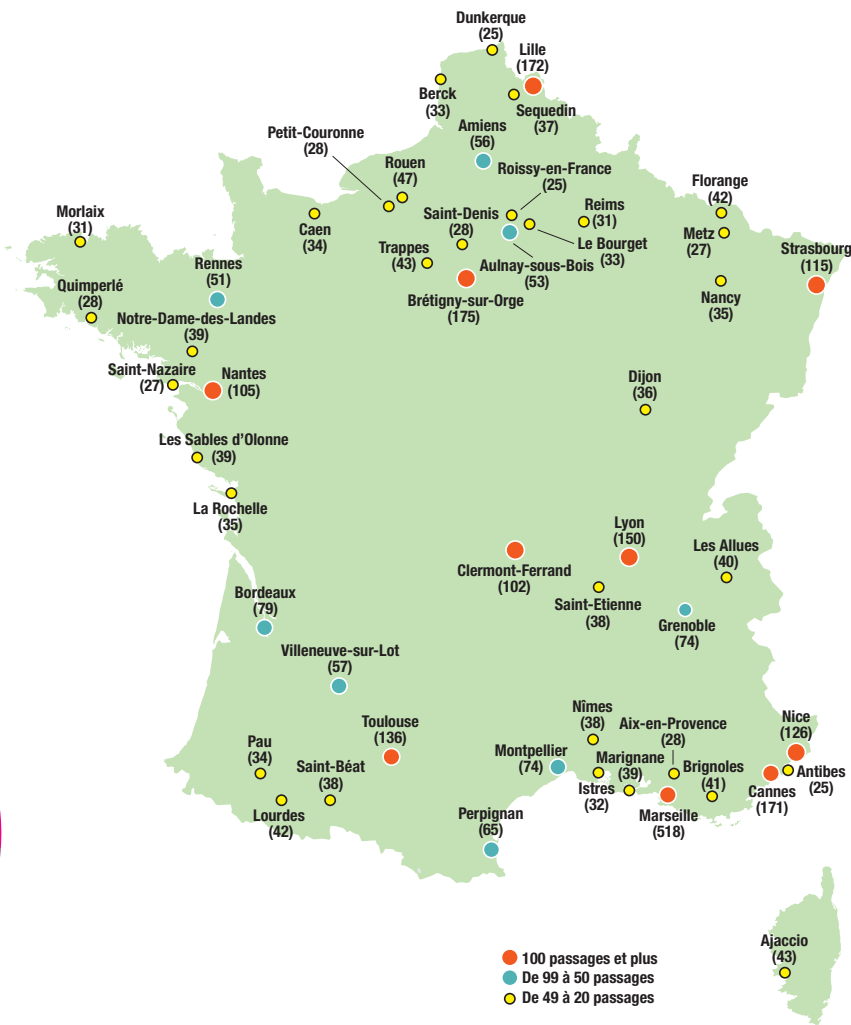 Dunkerque
(25)
Lille
(172)
Berck
(33)
Sequedin
(37)
Amiens
(56)
Petit-Couronne
(28)
Rouen
(47)
Roissy-en-France
(25)
Reims
(31)
Florange
(42)
Morlaix
(31)
Caen
(34)
Saint-Denis
(28)
Le Bourget
(33)
Metz
(27)
Strasbourg
(115)
Trappes
(43)
Aulnay-sous-Bois
(53)
Rennes
(51)
Brétigny-sur-Orge
(175)
Nancy
(35)
Quimperlé
(28)
Notre-Dame-des-Landes
(39)
Saint-Nazaire
(27)
Nantes
(105)
Dijon
(36)
Les Sables d'Olonne
(39)
La Rochelle
(35)
Lyon
(150)
Les Allues
(40)
Clermont-Ferrand
(102)
Saint-Etienne
(38)
Grenoble
(74)
Bordeaux
(79)
Villeneuve-sur-Lot
(57)
Nîmes
(38)
Aix-en-Provence
(28)
Nice
(126)
Toulouse
(136)
Pau
(34)
Saint-Béat
(38)
Montpellier
(74)
Marignane
(39)
Brignoles
(41)
Antibes
(25)
Istres
(32)
Cannes
(171)
Lourdes
(42)
Perpignan
(65)
Marseille
(518)
Ajaccio
(43)
100 passages et plus
De 99 à 50 passages
De 49 à 20 passages